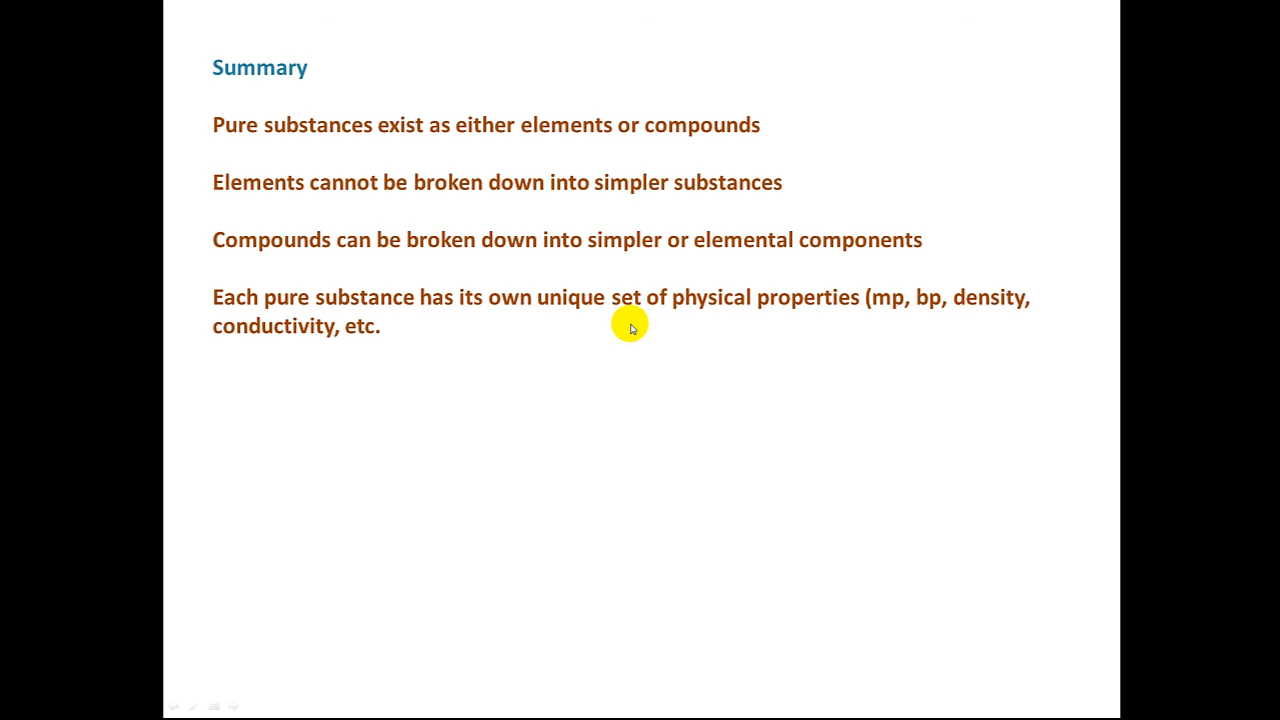 Summary
Pure substances exist as either elements or compounds
Elements cannot be broken down into simpler substances
Compounds can be broken down into simpler or elemental components
Each pure substance has its own unique set of physical properties (mp, bp, density,
conductivity, etc.